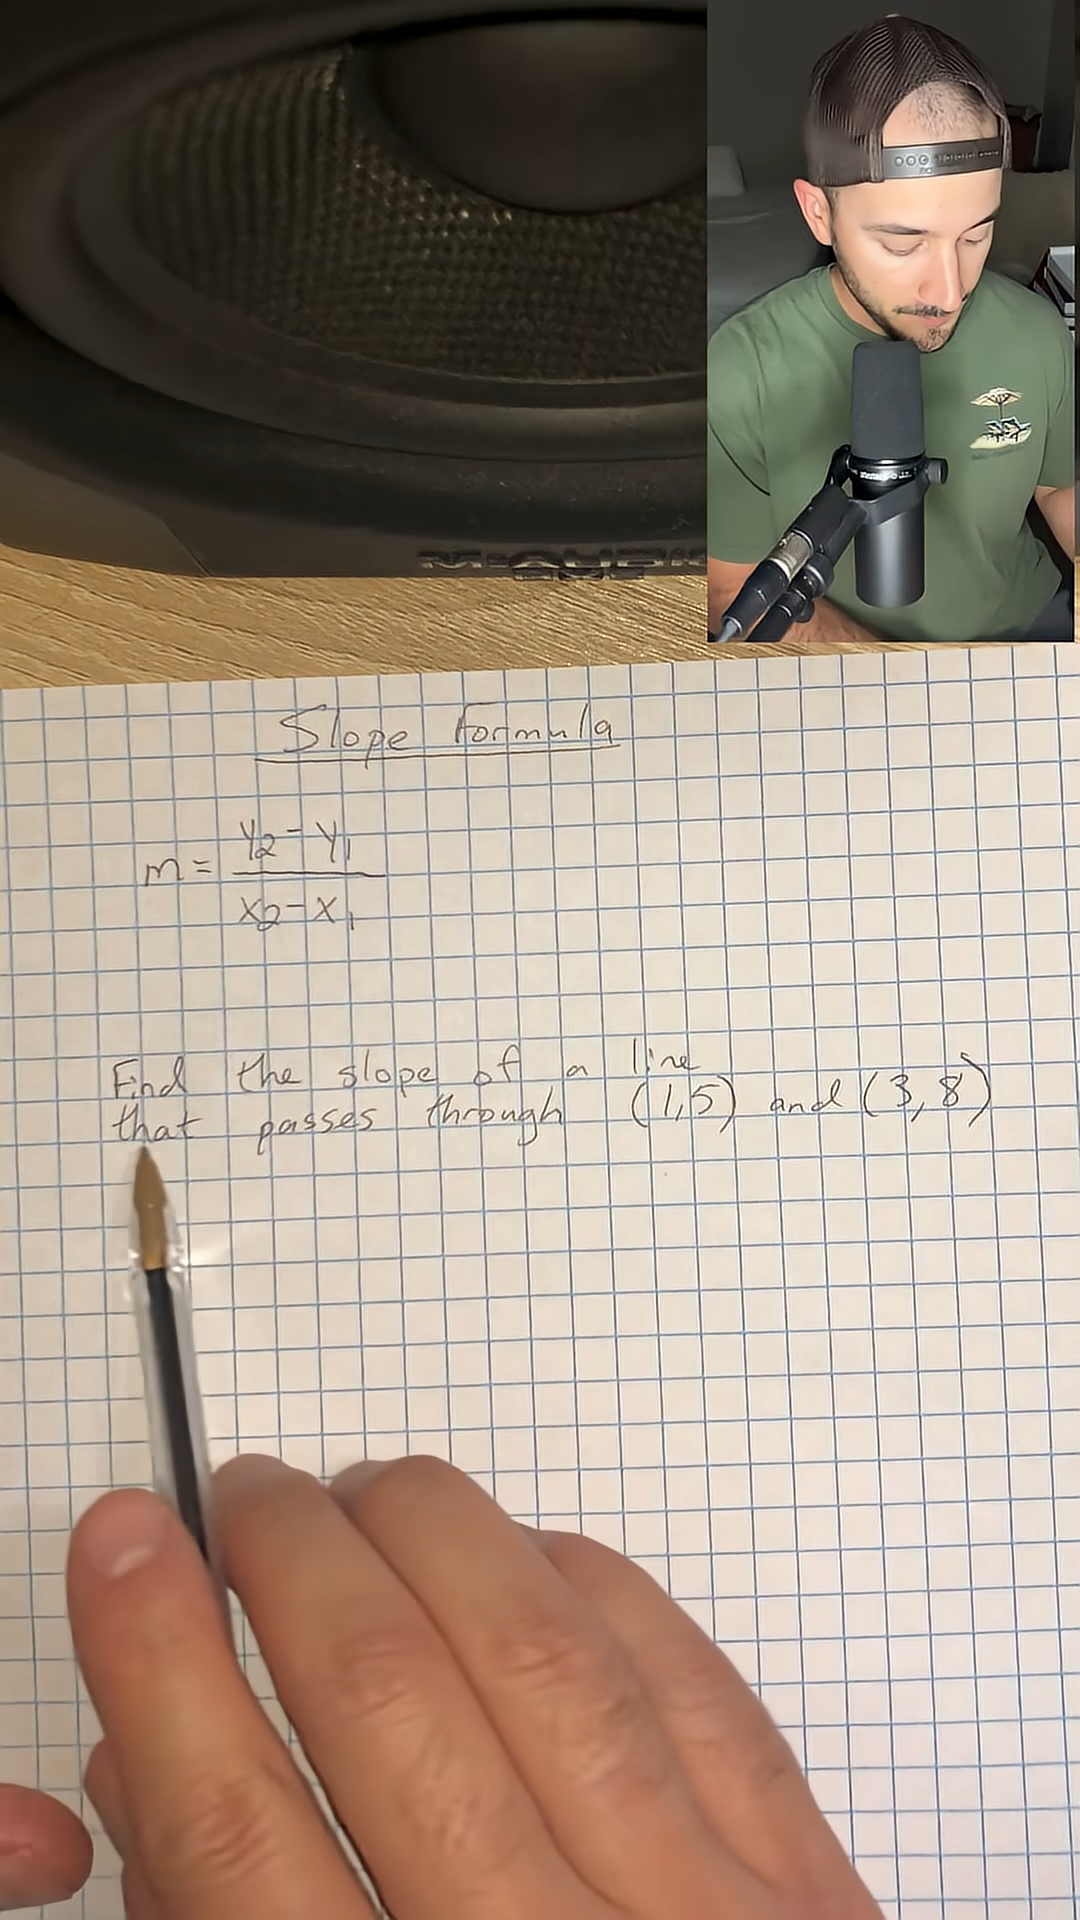 M-AUDIO
Slope Formula
m = y₂ - y₁ / x₂ - x₁
Find the slope of a line
that passes through (1,5) and (3,8)